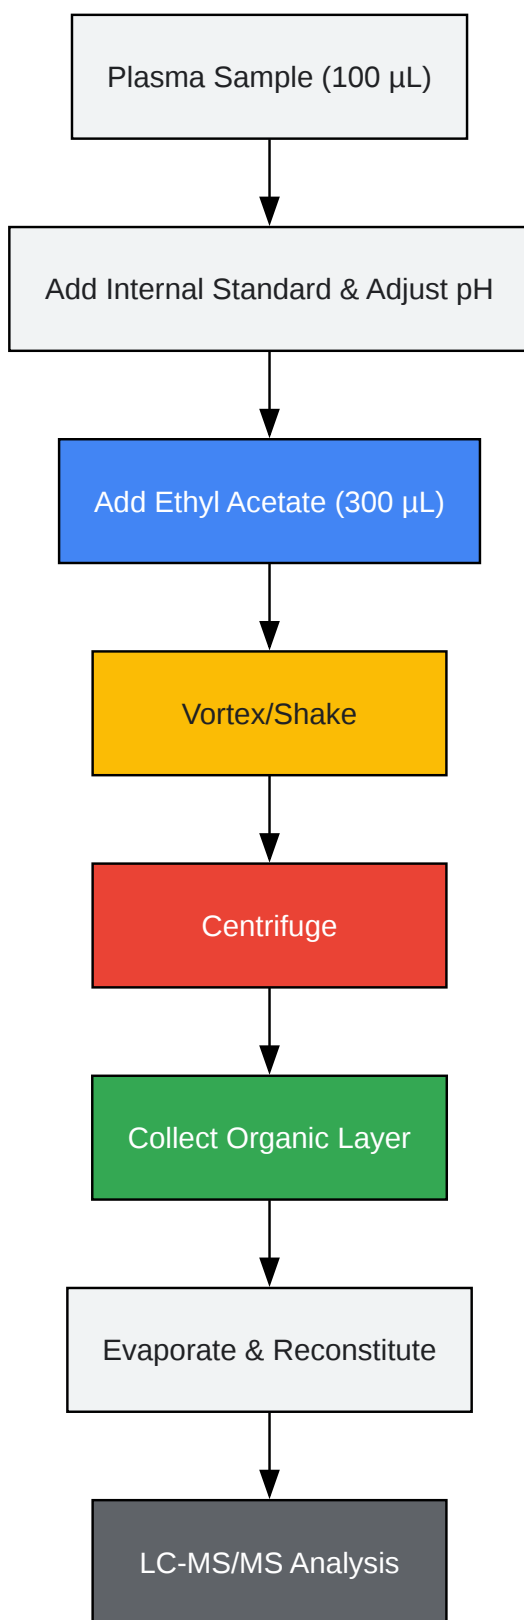 Plasma Sample (100 µL)
Add Internal Standard & Adjust pH
Add Ethyl Acetate (300 µL)
Vortex/Shake
Centrifuge
Collect Organic Layer
Evaporate & Reconstitute
LC-MS/MS Analysis